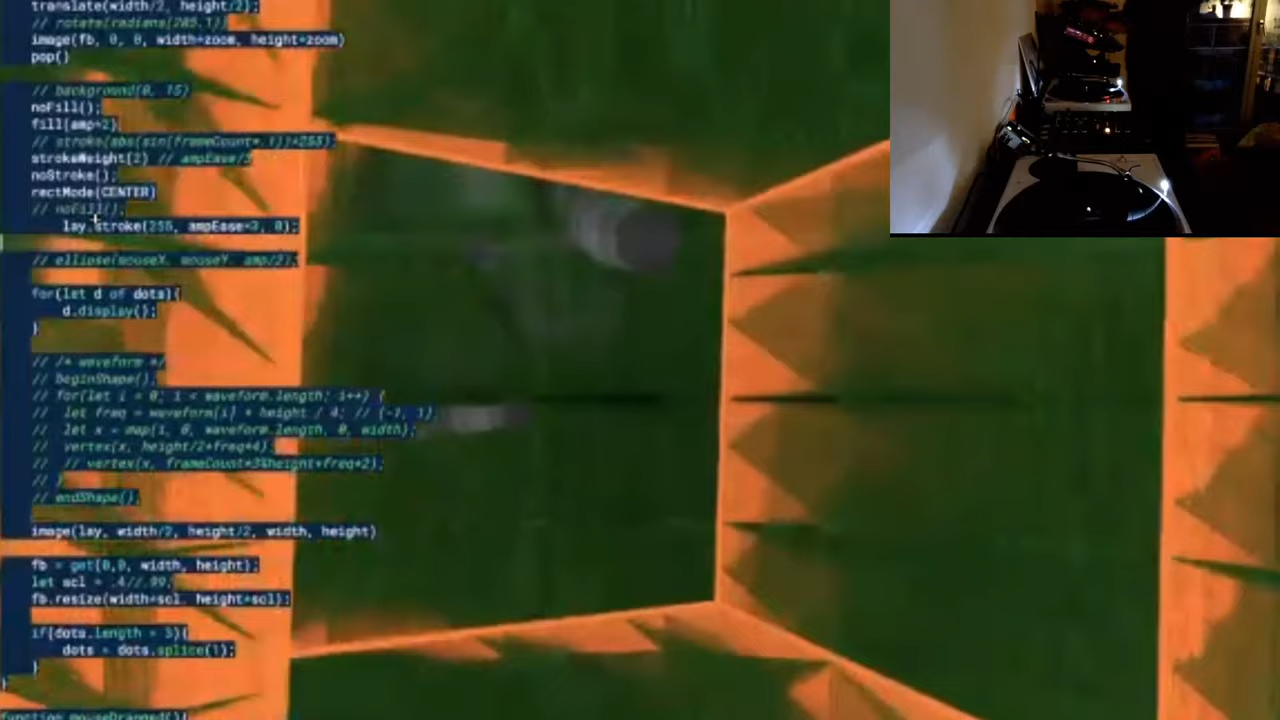 translate(width/2, height/2);
// rotate(radians(285.1))
image(fb, 0, 0, width+zoom, height+zoom)
pop()
// background(0, 15)
noFill();
fill(amp*2)
// stroke(abs(sin(frameCount*.1))*255);
strokeWeight(2) // ampEase/5
noStroke();
rectMode(CENTER)
// noFill();
lay.stroke(255, ampEase*3, 0);
// ellipse(mouseX, mouseY, amp/2);
for(let d of dots){
d.display();
}
// /* waveform */
// beginShape();
// for(let i = 0; i < waveform.length; i++) {
// let freq = waveform[i] * height / 4; // (-1, 1)
// let x = map(i, 0, waveform.length, 0, width);
// vertex(x, height/2+freq*4);
// // vertex(x, frameCount*3%height+freq*2);
// }
// endShape();
image(lay, width/2, height/2, width, height)
fb = get(0,0, width, height);
let scl = .4//.99;
fb.resize(width*scl, height*scl);
if(dots.length > 5){
dots = dots.splice(1);
}
}
function mouseDragged(){